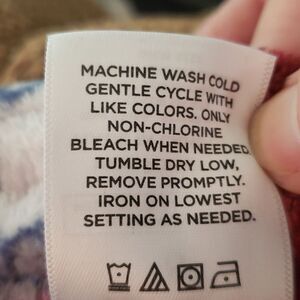 MACHINE WASH COLD
GENTLE CYCLE WITH
LIKE COLORS. ONLY
NON-CHLORINE
BLEACH WHEN NEEDED.
TUMBLE DRY LOW,
REMOVE PROMPTLY.
IRON ON LOWEST
SETTING AS NEEDED.